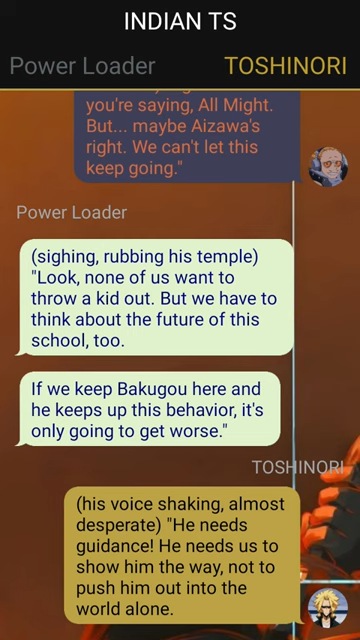 INDIAN TS
Power Loader TOSHINORI
you're saying, All Might.
But... maybe Aizawa's
right. We can't let this
keep going."
Power Loader
(sighing, rubbing his temple)
"Look, none of us want to
throw a kid out. But we have to
think about the future of this
school, too.
If we keep Bakugou here and
he keeps up this behavior, it's
only going to get worse."
TOSHINORI
(his voice shaking, almost
desperate) "He needs
guidance! He needs us to
show him the way, not to
push him out into the
world alone.